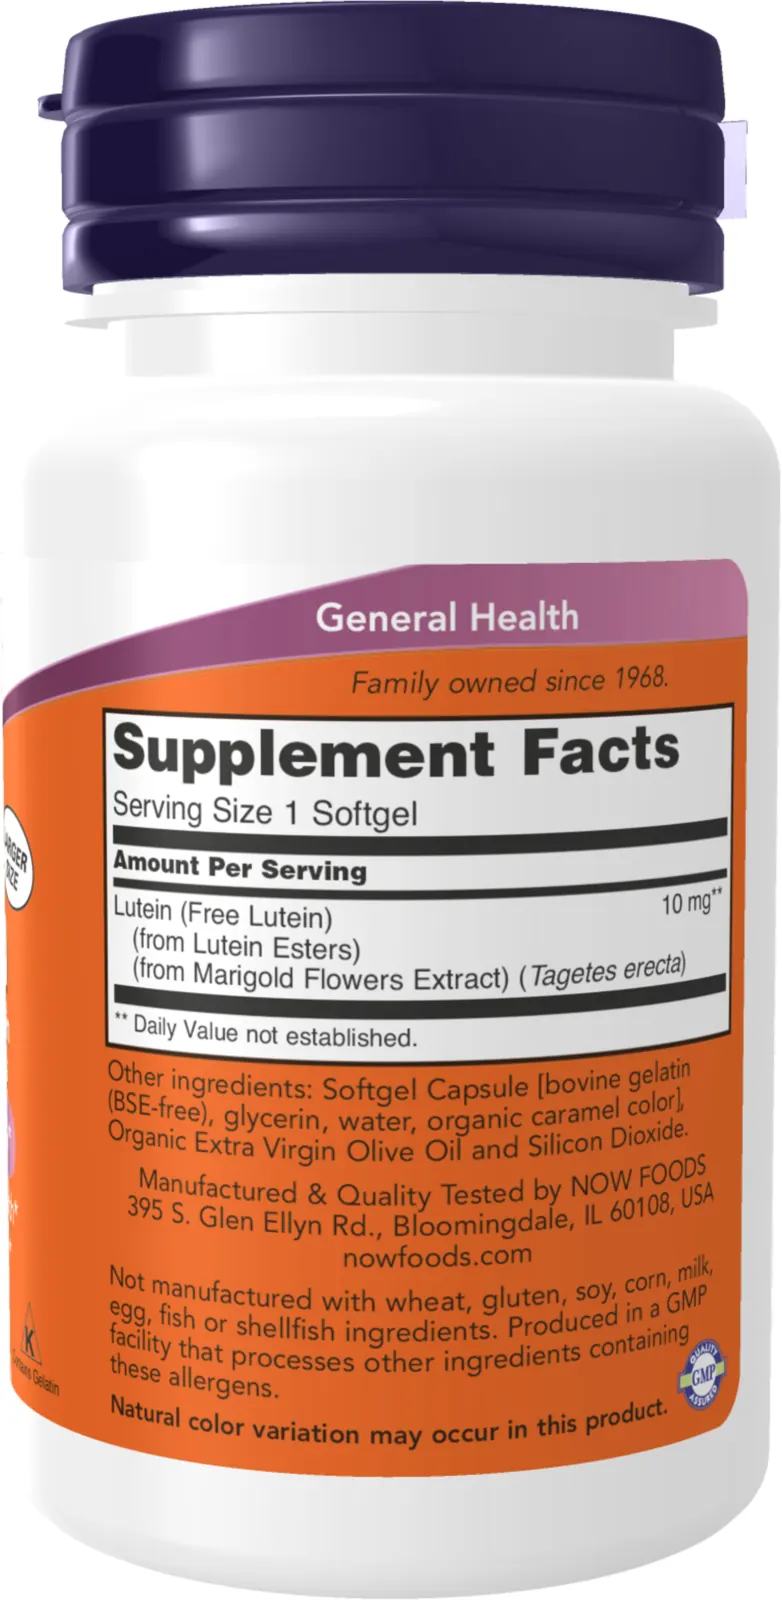 General Health
Family owned since 1968.
Supplement Facts
Serving Size 1 Softgel
Amount Per Serving
Lutein (Free Lutein) 10 mg**
(from Lutein Esters)
(from Marigold Flowers Extract) (Tagetes erecta)
** Daily Value not established.
Other ingredients: Softgel Capsule [bovine gelatin
(BSE-free), glycerin, water, organic caramel color],
Organic Extra Virgin Olive Oil and Silicon Dioxide.
Manufactured & Quality Tested by NOW FOODS
395 S. Glen Ellyn Rd., Bloomingdale, IL 60108, USA
nowfoods.com
Not manufactured with wheat, gluten, soy, corn, milk,
egg, fish or shellfish ingredients. Produced in a GMP
facility that processes other ingredients containing
these allergens.
Natural color variation may occur in this product.
QUALITY
GMP
ASSURED
K
Gelatin